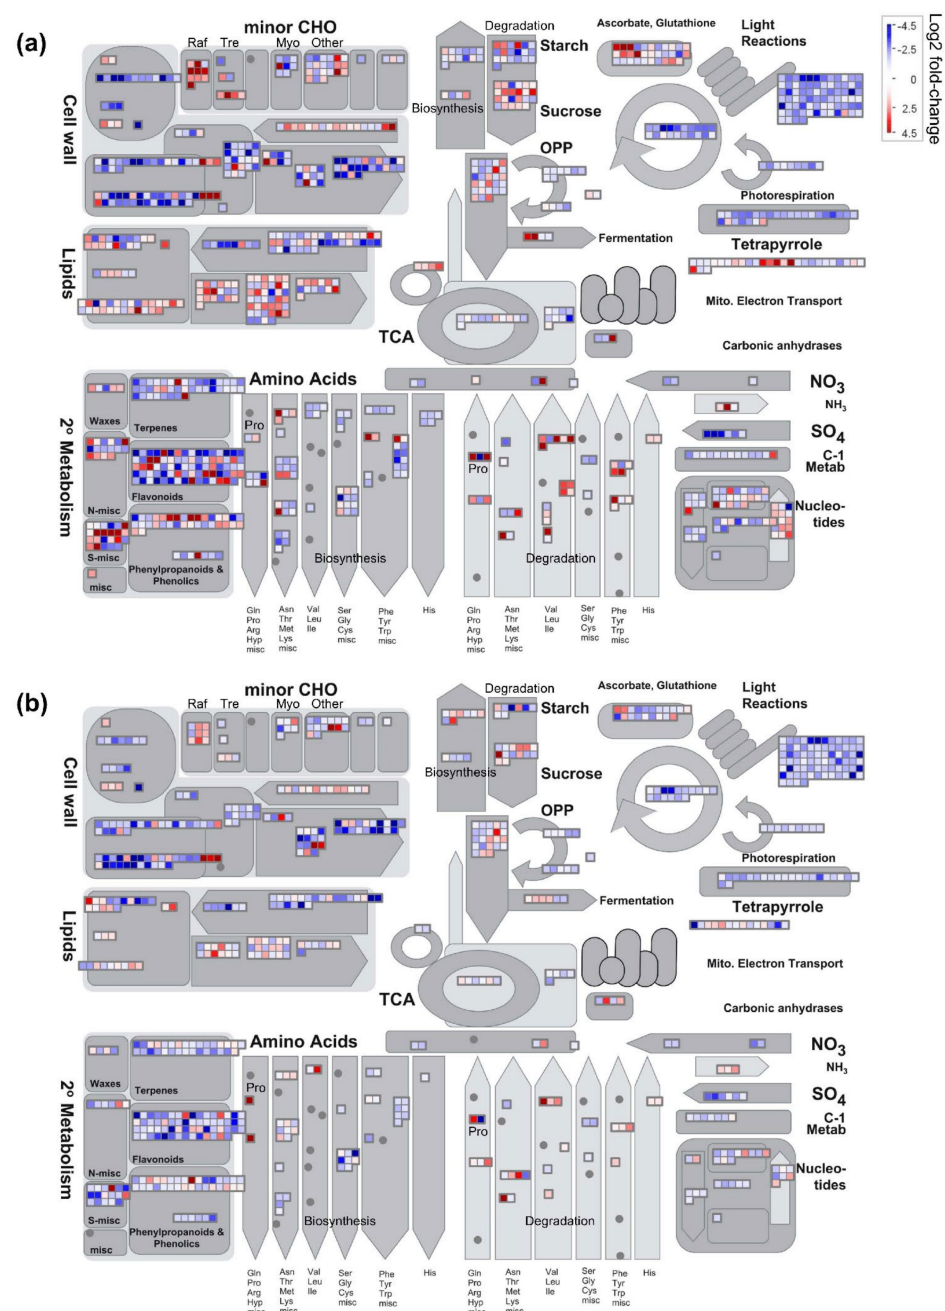 (a)
minor CHO
Raf Tre Myo Other
Cell wall
Lipids
Degradation
Starch
Biosynthesis
Sucrose
OPP
Fermentation
TCA
Ascorbate, Glutathione
Light
Reactions
Photorespiration
Tetrapyrrole
Mito. Electron Transport
Carbonic anhydrases
-4.5
-2.5
0
2.5
4.5
Log2 fold-change
2º Metabolism
Waxes
Terpenes
N-misc
Flavonoids
S-misc
misc
Phenylpropanoids &
Phenolics
Amino Acids
Pro
Biosynthesis
Pro
Degradation
Gln
Pro
Arg
Hyp
misc
Asn
Thr
Met
Lys
misc
Val
Leu
Ile
Ser
Gly
Cys
misc
Phe
Tyr
Trp
misc
His
Gln
Pro
Arg
Hyp
misc
Asn
Thr
Met
Lys
misc
Val
Leu
Ile
Ser
Gly
Cys
misc
Phe
Tyr
Trp
misc
His
NO3
NH3
SO4
C-1
Metab
Nucleo-
tides
(b)
minor CHO
Raf Tre Myo Other
Cell wall
Lipids
Degradation
Starch
Biosynthesis
Sucrose
OPP
Fermentation
TCA
Ascorbate, Glutathione
Light
Reactions
Photorespiration
Tetrapyrrole
Mito. Electron Transport
Carbonic anhydrases
2º Metabolism
Waxes
Terpenes
N-misc
Flavonoids
S-misc
misc
Phenylpropanoids &
Phenolics
Amino Acids
Pro
Biosynthesis
Pro
Degradation
Gln
Pro
Arg
Hyp
misc
Asn
Thr
Met
Lys
misc
Val
Leu
Ile
Ser
Gly
Cys
misc
Phe
Tyr
Trp
misc
His
Gln
Pro
Arg
Hyp
misc
Asn
Thr
Met
Lys
misc
Val
Leu
Ile
Ser
Gly
Cys
misc
Phe
Tyr
Trp
misc
His
NO3
NH3
SO4
C-1
Metab
Nucleo-
tides